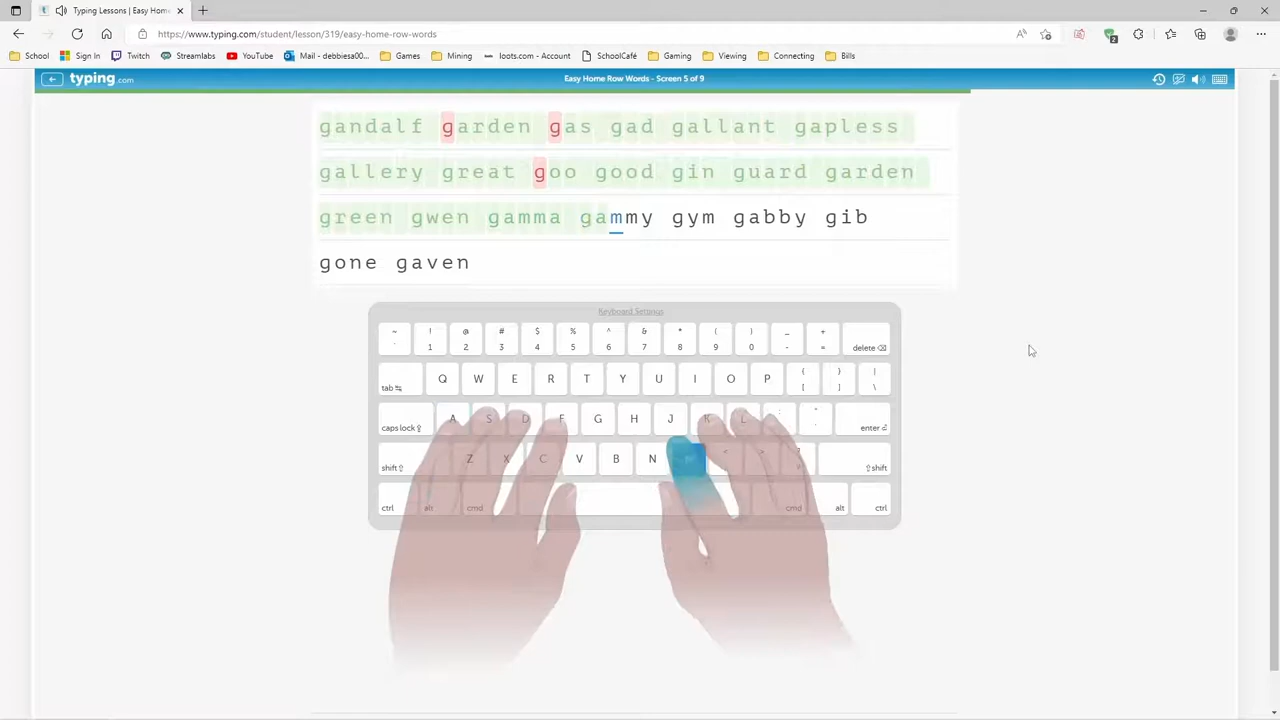 Typing Lessons | Easy Home
https://www.typing.com/student/lesson/319/easy-home-row-words
School Sign In Twitch Streamlabs YouTube Mail - debbiesa00... Games Mining loots.com - Account SchoolCafé Gaming Viewing Connecting Bills
typing.com Easy Home Row Words - Screen 5 of 9
gandalf garden gas gad gallant gapless
gallery great goo good gin guard garden
green gwen gamma gammy gym gabby gib
gone gaven
Keyboard Settings
~ ! @ # $ % ^ & * ( ) _ +
` 1 2 3 4 5 6 7 8 9 0 - = delete
tab Q W E R T Y U I O P { [ } ] | \
caps lock A S D F G H J K L : " ' enter
shift Z X C V B N < > ? shift
ctrl alt cmd cmd alt ctrl